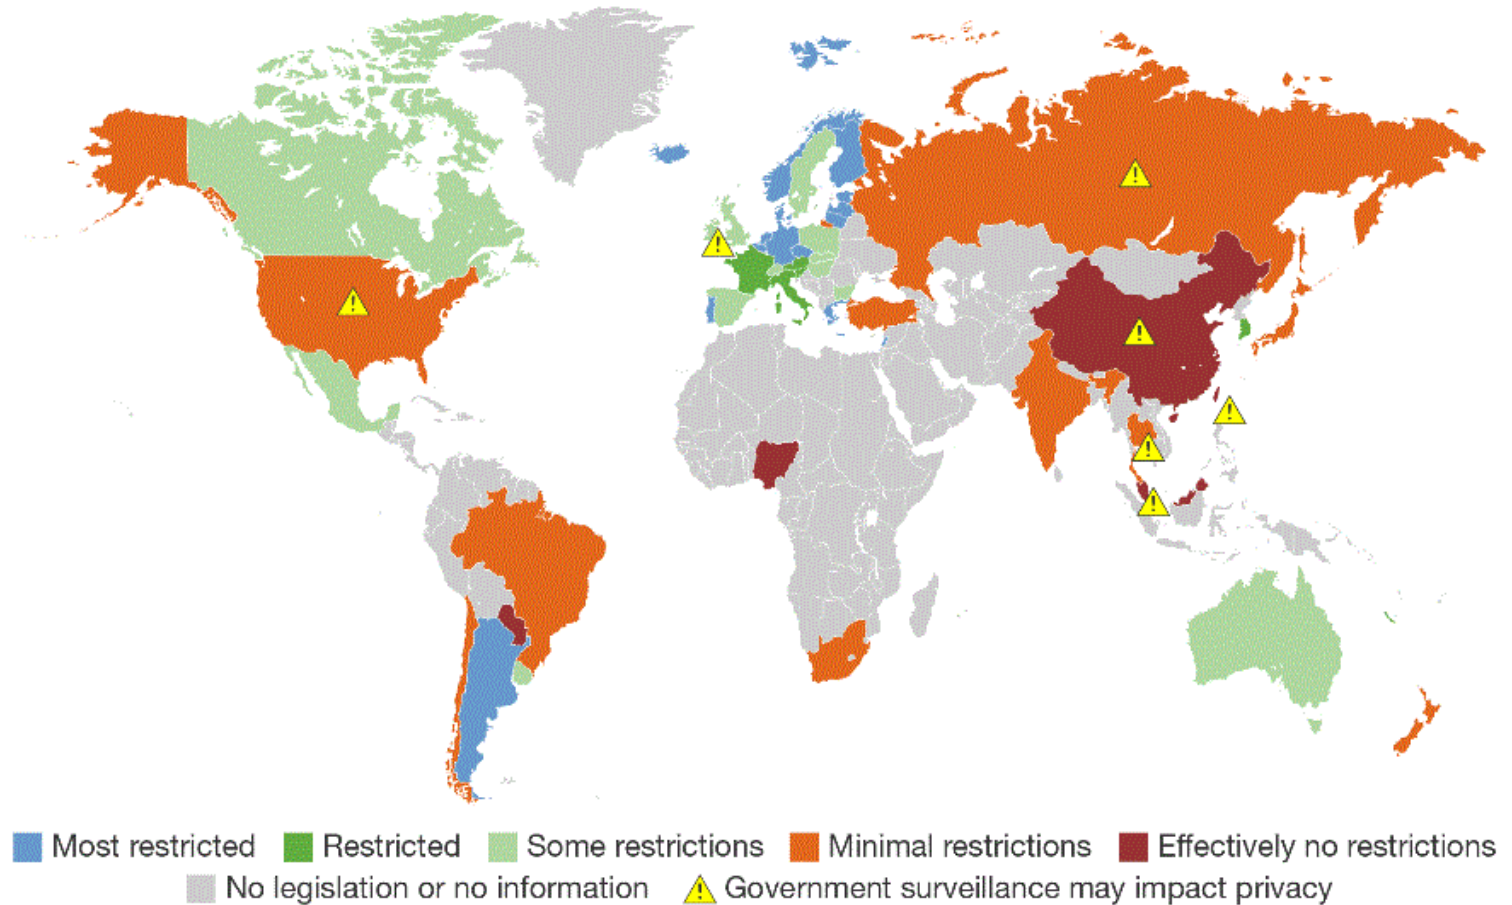 Most restricted Restricted Some restrictions Minimal restrictions Effectively no restrictions
No legislation or no information Government surveillance may impact privacy